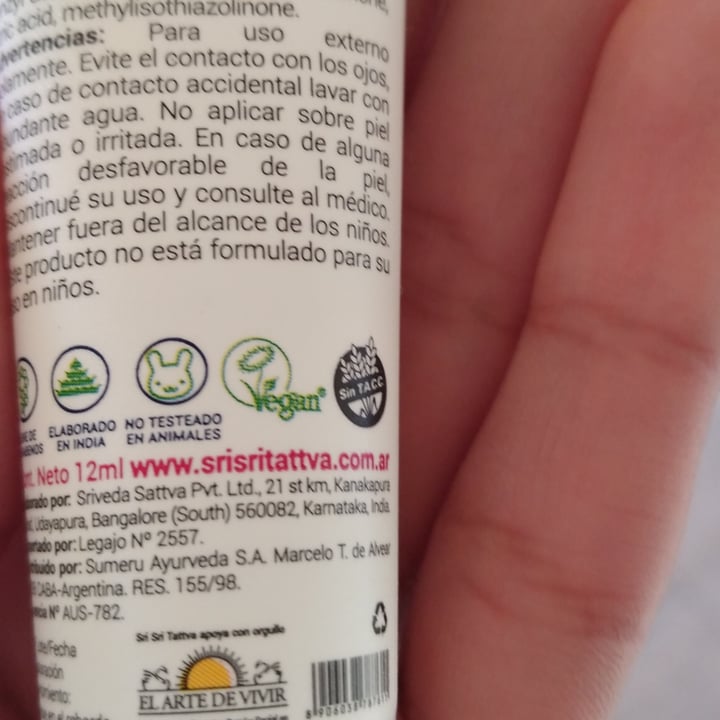 acid, methylisothiazolinone.
Para uso externo
Evite el contacto con los ojos,
caso de contacto accidental lavar con
agua. No aplicar sobre piel
o irritada. En caso de alguna
desfavorable de la piel,
su uso y consulte al médico.
fuera del alcance de los niños.
producto no está formulado para su
en niños.
ELABORADO
EN INDIA
NO TESTEADO
EN ANIMALES
Vegan
Sin TACC
Neto 12ml www.srisritattva.com.ar
por: Sriveda Sattva Pvt. Ltd., 21 st km, Kanakapura
Udayapura, Bangalore (South) 560082, Karnataka, India.
por: Legajo Nº 2557.
por: Sumeru Ayurveda S.A. Marcelo T. de Alvear
CABA-Argentina. RES. 155/98.
Nº AUS-782.
Sri Sri Tattva apoya con orgullo
EL ARTE DE VIVIR